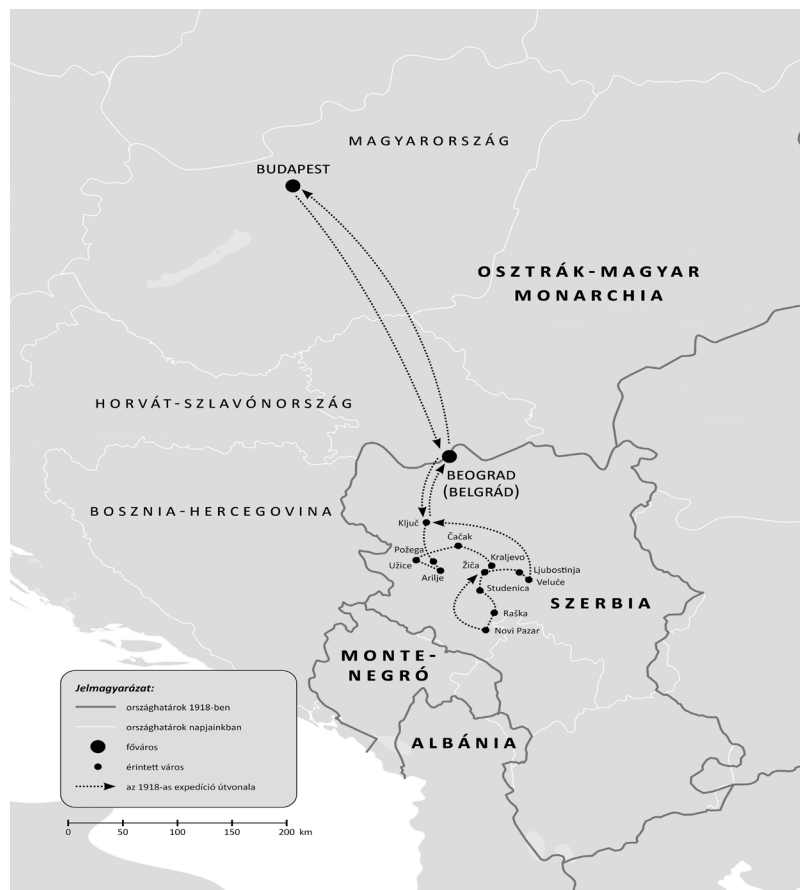 MAGYARORSZÁG
BUDAPEST
OSZTRÁK-MAGYAR
MONARCHIA
HORVÁT-SZLAVÓNORSZÁG
BEOGRAD
(BELGRÁD)
BOSZNIA-HERCEGOVINA
Ključ
Čačak
Požega
Kraljevo
Užice
Žiča
Ljubostinja
Arilje
Veluće
Studenica
SZERBIA
Raška
Novi Pazar
MONTE-
NEGRÓ
ALBÁNIA
Jelmagyarázat:
országhatárok 1918-ben
országhatárok napjainkban
főváros
érintett város
az 1918-as expedíció útvonala
0 50 100 150 200 km